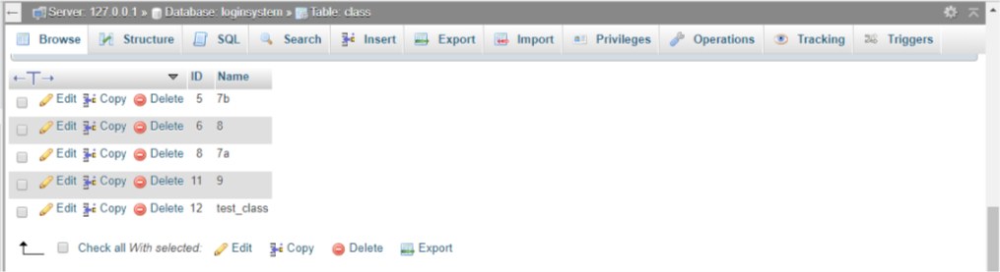 Server: 127.0.0.1 » Database: loginsystem » Table: class
Browse Structure SQL Search Insert Export Import Privileges Operations Tracking Triggers
ID Name
Edit Copy Delete 5 7b
Edit Copy Delete 6 8
Edit Copy Delete 8 7a
Edit Copy Delete 11 9
Edit Copy Delete 12 test_class
Check all With selected: Edit Copy Delete Export